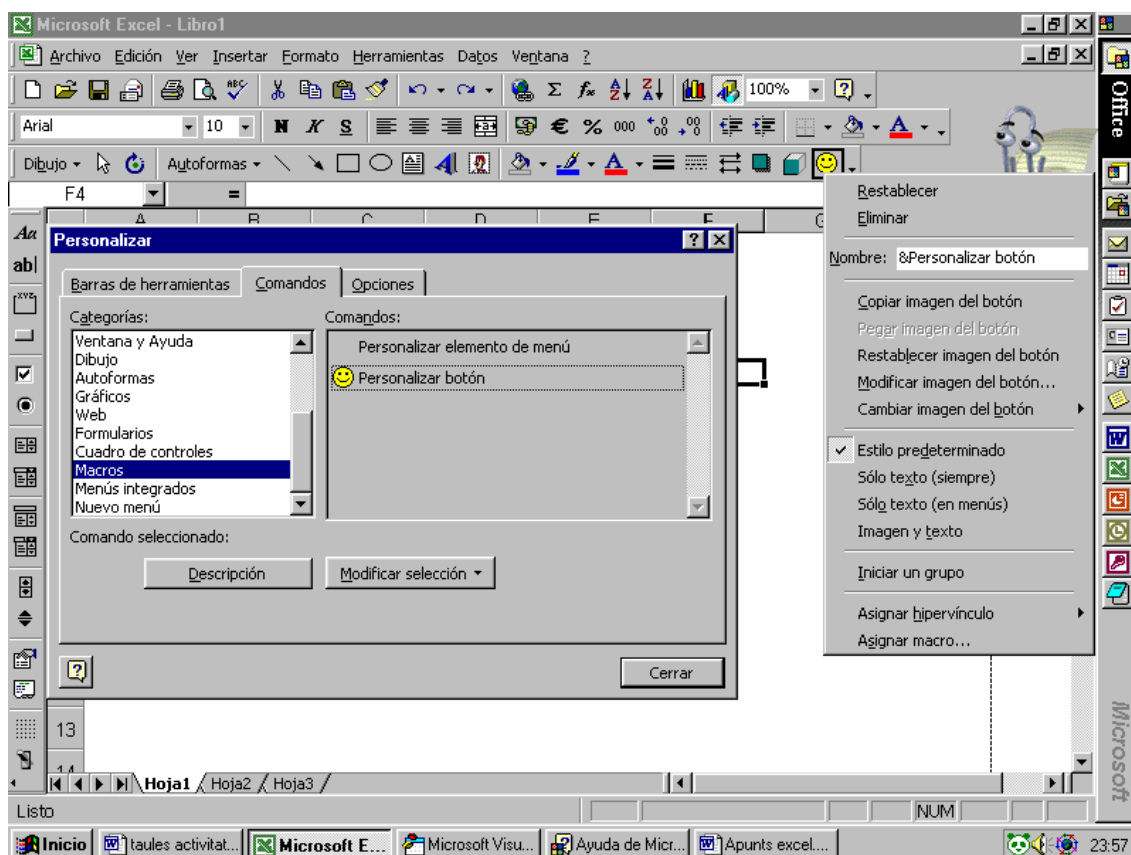 Microsoft Excel - Libro1
Archivo Edición Ver Insertar Formato Herramientas Datos Ventana ?
100%
Arial 10 N K S € % 000
Dibujo Autoformas
F4 =
A B C D E F G
Office
Restablecer
Eliminar
Nombre: &Personalizar botón
Copiar imagen del botón
Pegar imagen del botón
Restablecer imagen del botón
Modificar imagen del botón...
Cambiar imagen del botón
Estilo predeterminado
Sólo texto (siempre)
Sólo texto (en menús)
Imagen y texto
Iniciar un grupo
Asignar hipervínculo
Asignar macro...
Personalizar
Barras de herramientas Comandos Opciones
Categorías: Comandos:
Ventana y Ayuda
Dibujo
Autoformas
Gráficos
Web
Formularios
Cuadro de controles
Macros
Menús integrados
Nuevo menú
Personalizar elemento de menú
Personalizar botón
Comando seleccionado:
Descripción Modificar selección
Cerrar
Aa
ab|
xyz
13
14
Hoja1 Hoja2 Hoja3
Microsoft
Listo NUM
Inicio taules activitat... Microsoft E... Microsoft Visu... Ayuda de Micr... Apunts excel.... 23:57